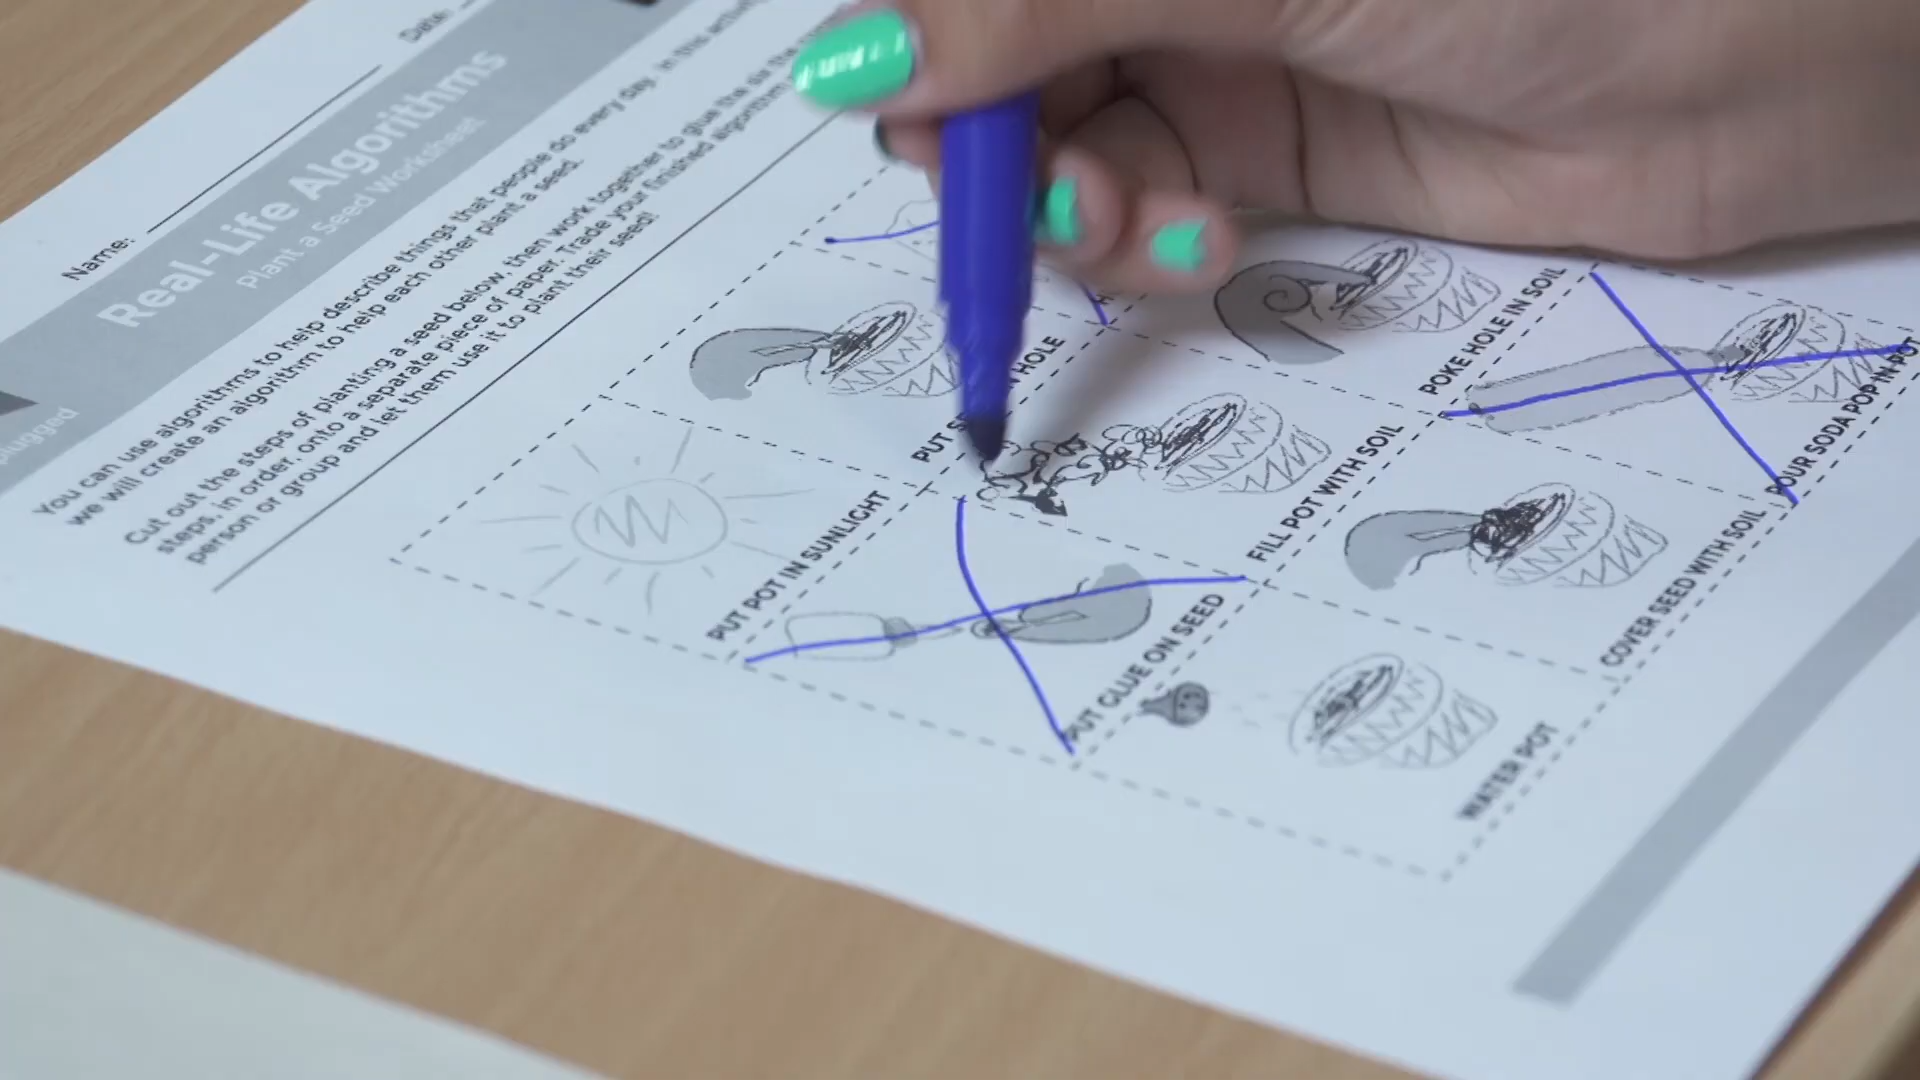 Name:
Date:
Real-Life Algorithms
Plant a Seed Worksheet
plugged
You can use algorithms to help describe things that people do every day. In this activity
we will create an algorithm to help each other plant a seed.
Cut out the steps of planting a seed below, then work together to glue the six the
steps, in order, onto a separate piece of paper. Trade your finished algorithm
person or group and let them use it to plant their seed!
PUT HOLE
POKE HOLE IN SOIL
POUR SODA POP IN POT
PUT POT IN SUNLIGHT
FILL POT WITH SOIL
COVER SEED WITH SOIL
PUT GLUE ON SEED
WATER POT